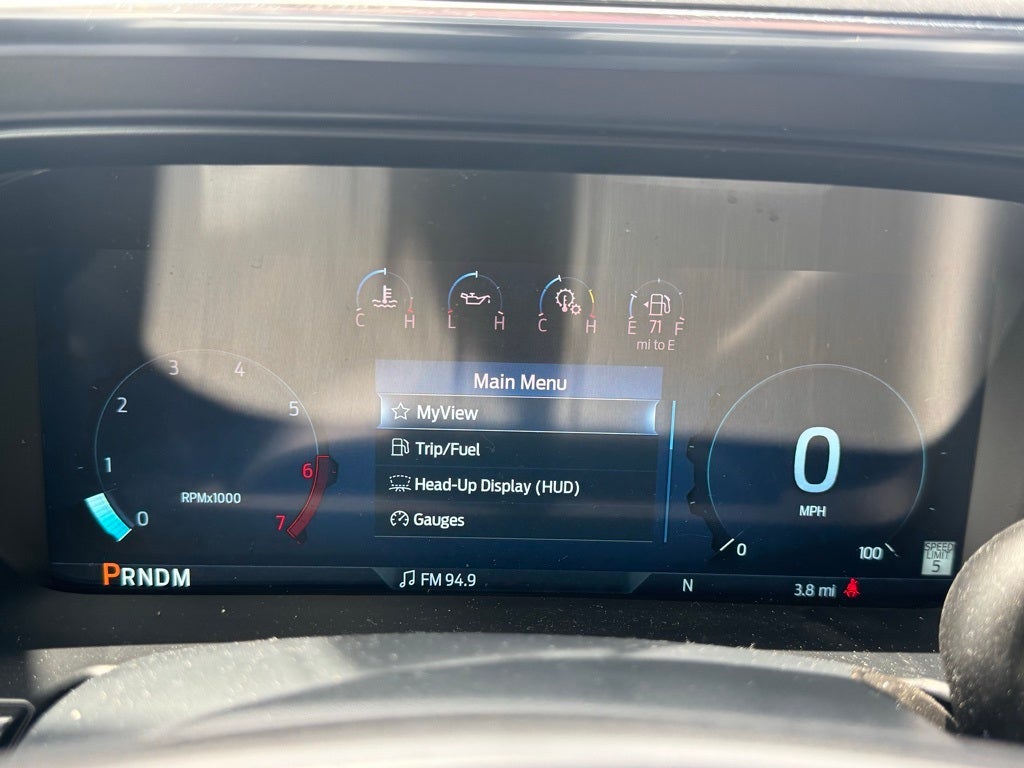 C H L H C H E 71 F
mi to E
Main Menu
MyView
Trip/Fuel
Head-Up Display (HUD)
Gauges
0 1 2 3 4 5 6 7
RPMx1000
0
MPH
0 100
SPEED
LIMIT
5
PRNDM
FM 94.9
N
3.8 mi